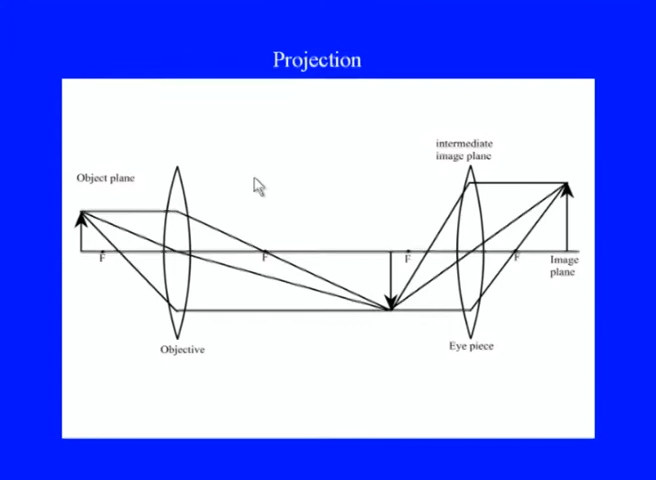 Projection
intermediate
image plane
Object plane
F
F
F
F
Image
plane
Objective
Eye piece